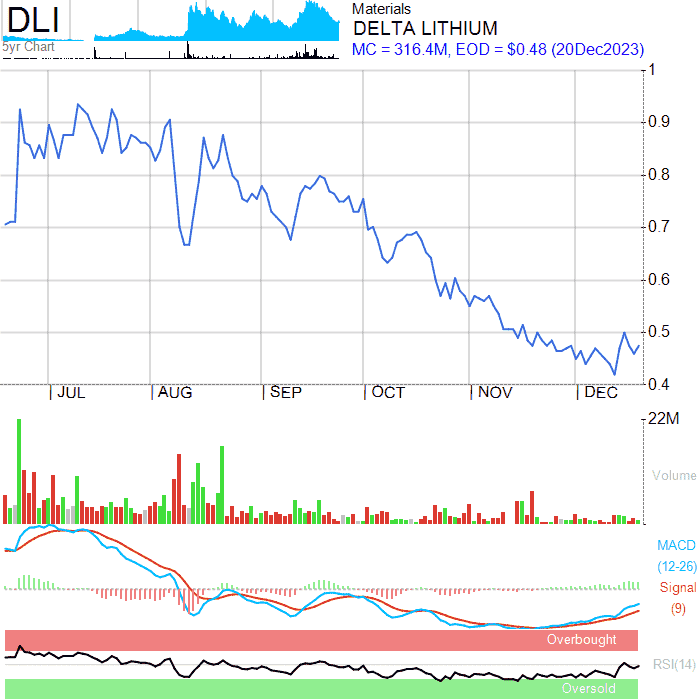 DLI
5yr Chart
Materials
DELTA LITHIUM
MC = 316.4M, EOD = $0.48 (20Dec2023)
1
0.9
0.8
0.7
0.6
0.5
0.4
JUL AUG SEP OCT NOV DEC
22M
Volume
MACD
(12-26)
Signal
(9)
Overbought
RSI(14)
Oversold